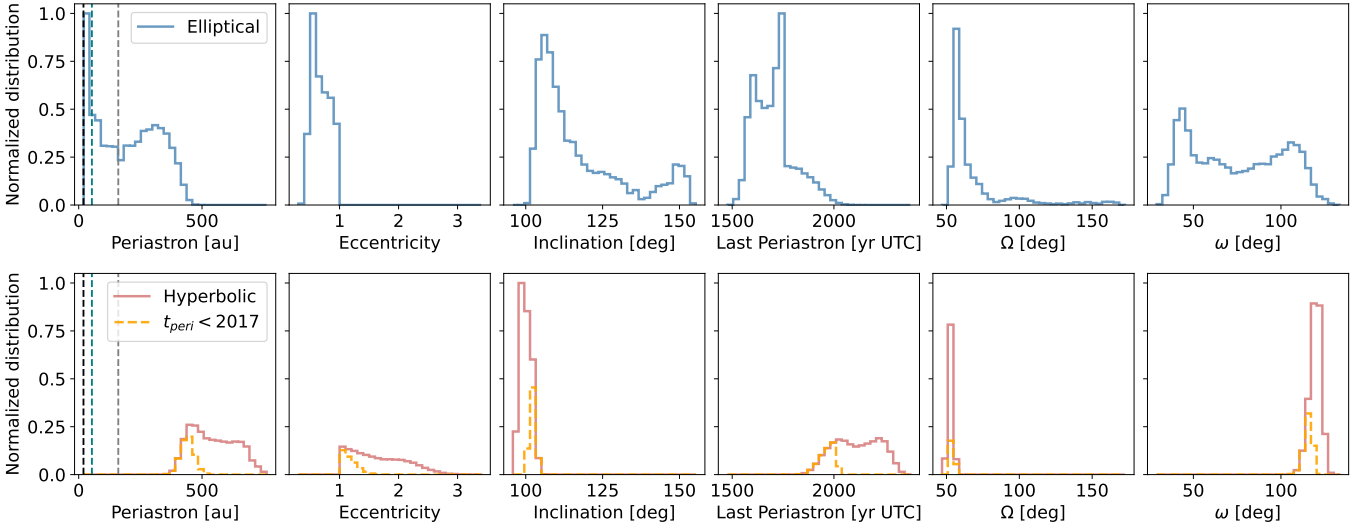 Normalized distribution
1.0
0.75
0.5
0.25
0.0
Elliptical
0 500
Periastron [au]
1 2 3
Eccentricity
100 125 150
Inclination [deg]
1500 2000
Last Periastron [yr UTC]
50 100 150
Ω [deg]
50 100
ω [deg]
Normalized distribution
1.0
0.75
0.5
0.25
0.0
Hyperbolic
t_peri < 2017
0 500
Periastron [au]
1 2 3
Eccentricity
100 125 150
Inclination [deg]
1500 2000
Last Periastron [yr UTC]
50 100 150
Ω [deg]
50 100
ω [deg]